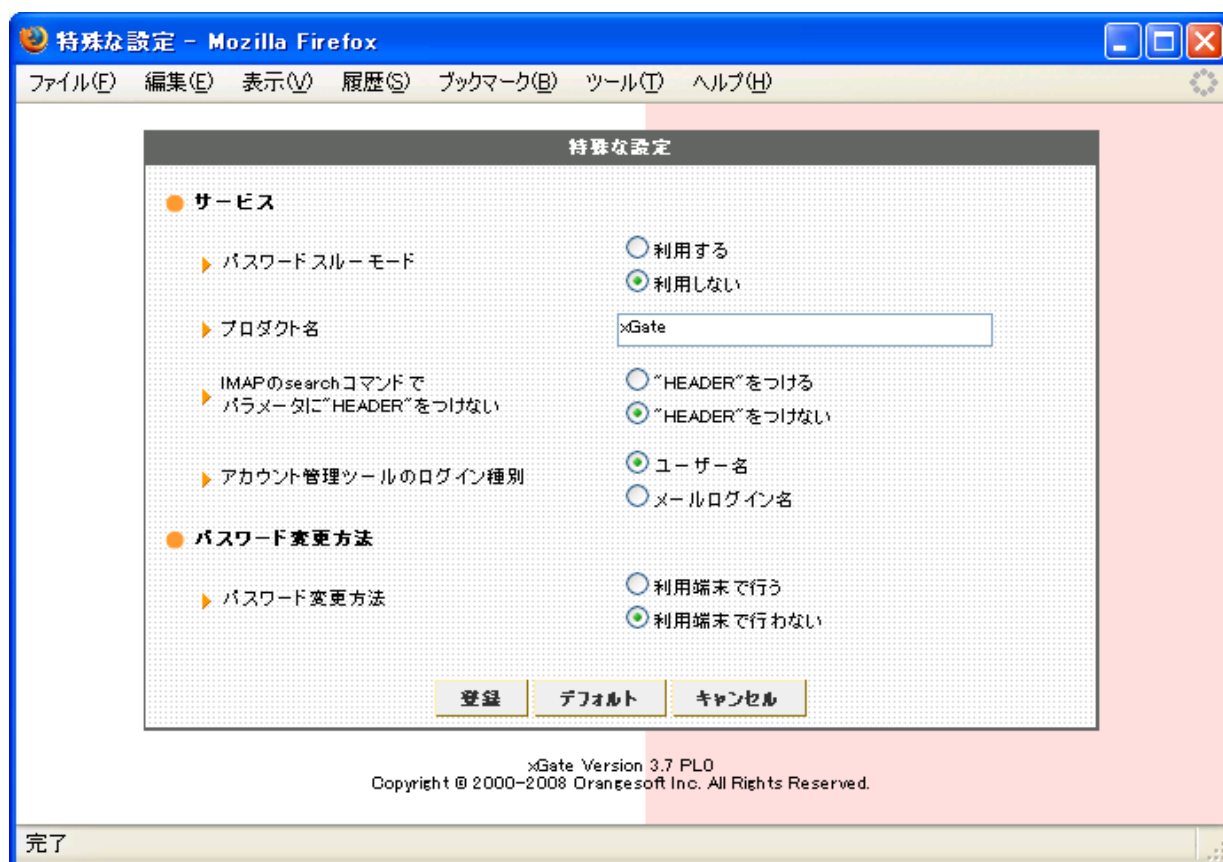 特殊な設定 - Mozilla Firefox
ファイル(F) 編集(E) 表示(V) 履歴(S) ブックマーク(B) ツール(T) ヘルプ(H)
特殊な設定
サービス
パスワードスルーモード
利用する
利用しない
プロダクト名
xGate
IMAPのsearchコマンドで
パラメータに"HEADER"をつけない
"HEADER"をつける
"HEADER"をつけない
アカウント管理ツールのログイン種別
ユーザー名
メールログイン名
パスワード変更方法
パスワード変更方法
利用端末で行う
利用端末で行わない
登録 デフォルト キャンセル
xGate Version 3.7 PL0
Copyright © 2000-2008 Orangesoft Inc. All Rights Reserved.
完了